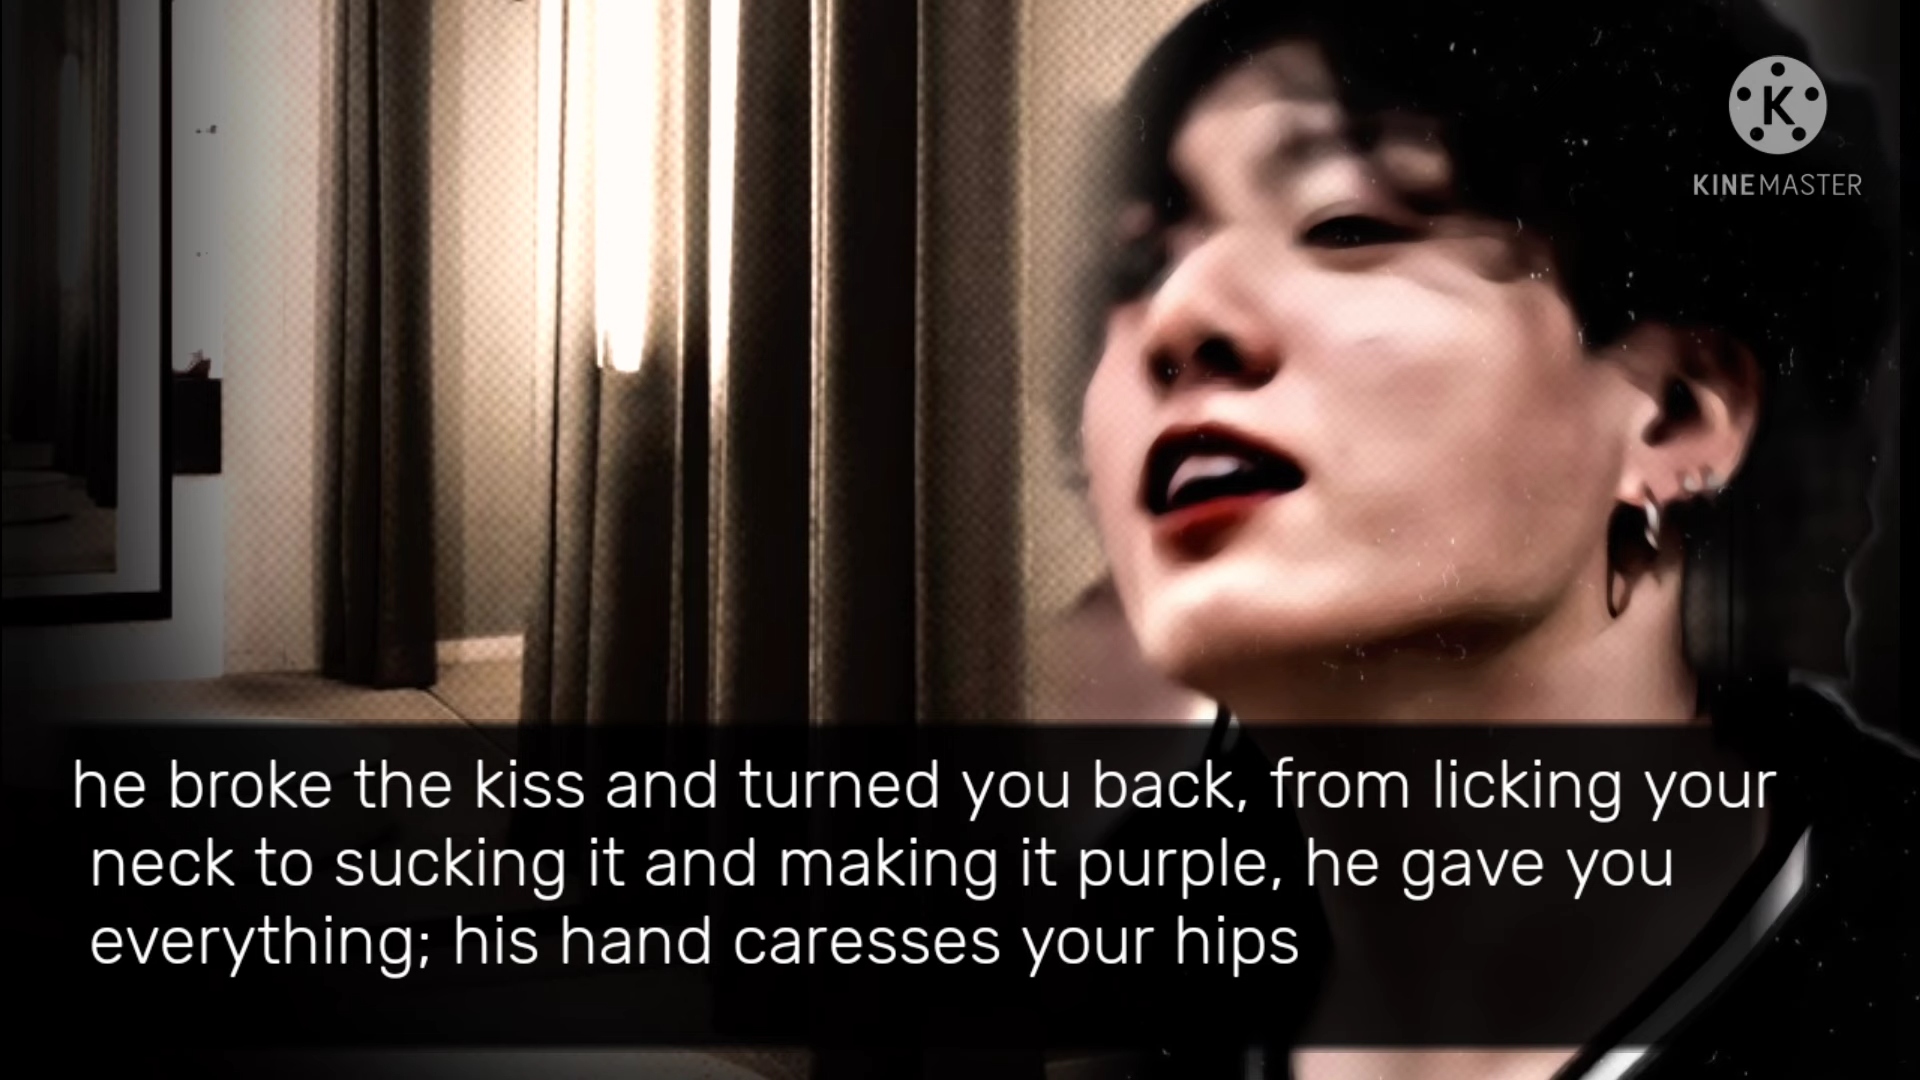 KINEMASTER
he broke the kiss and turned you back, from licking your
neck to sucking it and making it purple, he gave you
everything; his hand caresses your hips